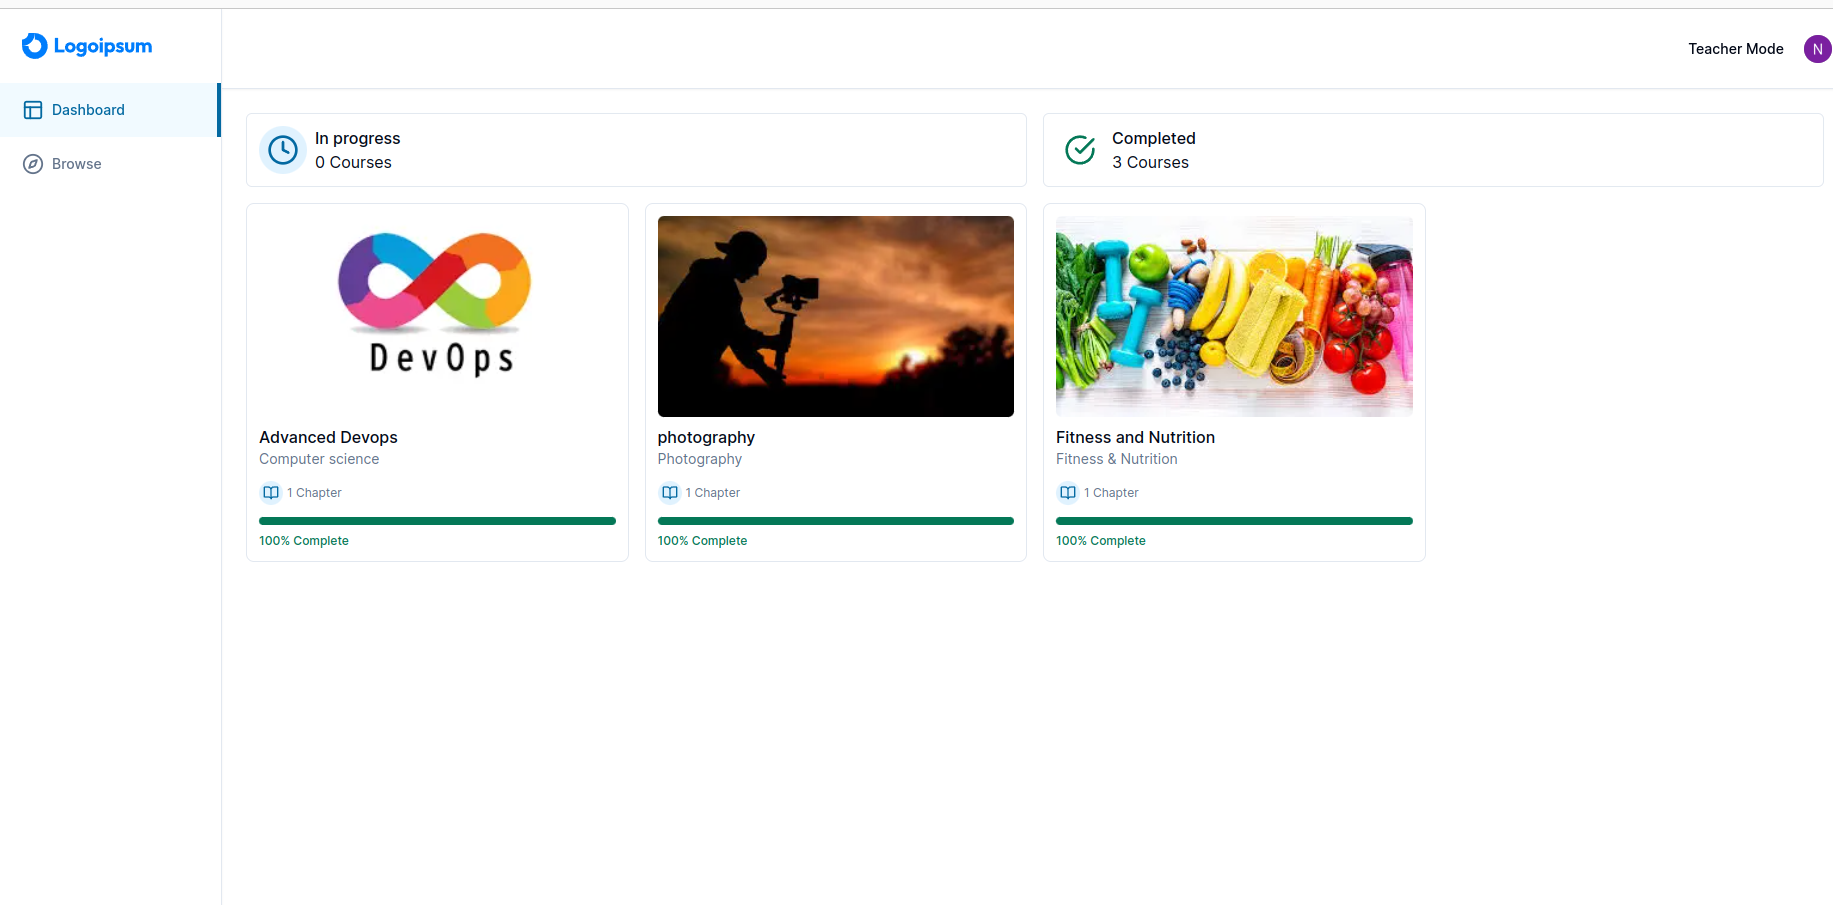 Logoipsum
Teacher Mode
N
Dashboard
Browse
In progress
0 Courses
Completed
3 Courses
DevOps
Advanced Devops
Computer science
1 Chapter
100% Complete
photography
Photography
1 Chapter
100% Complete
Fitness and Nutrition
Fitness & Nutrition
1 Chapter
100% Complete